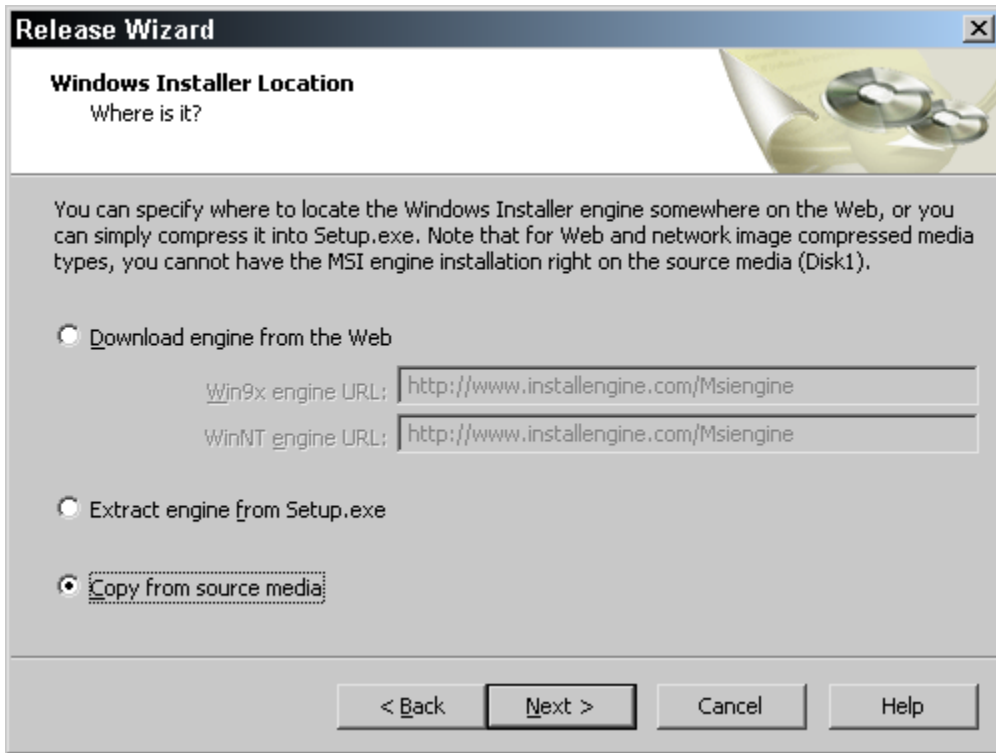 Release Wizard
Windows Installer Location
Where is it?
You can specify where to locate the Windows Installer engine somewhere on the Web, or you
can simply compress it into Setup.exe. Note that for Web and network image compressed media
types, you cannot have the MSI engine installation right on the source media (Disk1).
Download engine from the Web
Win9x engine URL: http://www.installengine.com/Msiengine
WinNT engine URL: http://www.installengine.com/Msiengine
Extract engine from Setup.exe
Copy from source media
< Back Next > Cancel Help